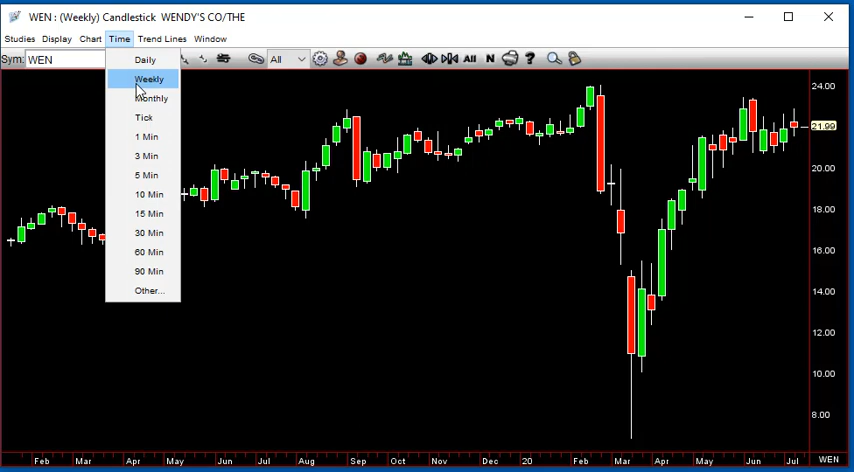 WEN : (Weekly) Candlestick WENDY'S CO/THE
Studies Display Chart Time Trend Lines Window
Sym: WEN All All N ?
Daily
Weekly
Monthly
Tick
1 Min
3 Min
5 Min
10 Min
15 Min
30 Min
60 Min
90 Min
Other...
24.00
21.99
20.00
18.00
16.00
14.00
12.00
10.00
8.00
Feb Mar Apr May Jun Jul Aug Sep Oct Nov Dec 20 Feb Mar Apr May Jun Jul WEN